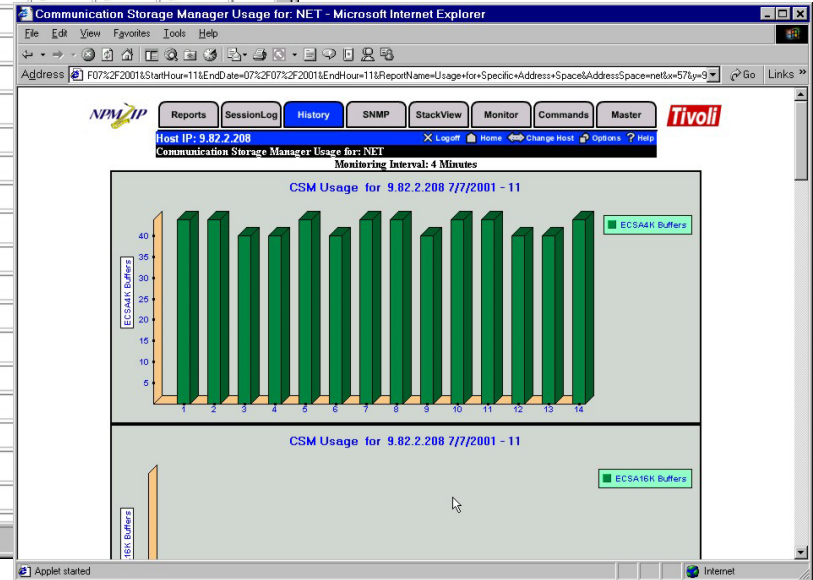 Communication Storage Manager Usage for: NET - Microsoft Internet Explorer
File Edit View Favorites Tools Help
Address F07%2F2001&StartHour=11&EndDate=07%2F07%2F2001&EndHour=11&ReportName=Usage+for+Specific+Address+Space&AddressSpace=net&x=57&y=9 Go Links »
NPM/IP Reports SessionLog History SNMP StackView Monitor Commands Master Tivoli
Host IP: 9.82.2.208 X Logoff Home Change Host Options ? Help
Communication Storage Manager Usage for: NET
Monitoring Interval: 4 Minutes
CSM Usage for 9.82.2.208 7/7/2001 - 11
ECSA4K Buffers
ECSA4K Buffers
40
35
30
25
20
15
10
5
1 2 3 4 5 6 7 8 9 10 11 12 13 14
CSM Usage for 9.82.2.208 7/7/2001 - 11
ECSA16K Buffers
16K Buffers
Applet started Internet